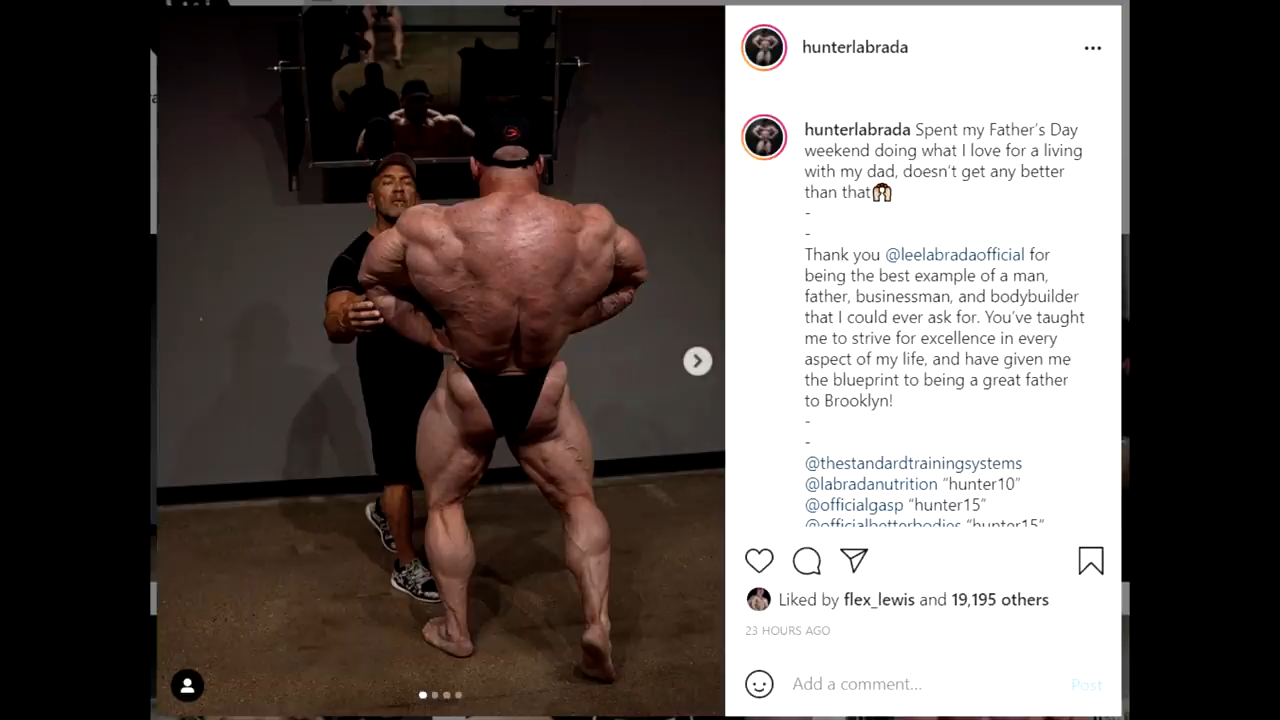 hunterlabrada
hunterlabrada Spent my Father's Day
weekend doing what I love for a living
with my dad, doesn't get any better
than that🙌
-
-
Thank you @leelabradaofficial for
being the best example of a man,
father, businessman, and bodybuilder
that I could ever ask for. You've taught
me to strive for excellence in every
aspect of my life, and have given me
the blueprint to being a great father
to Brooklyn!
-
-
@thestandardtrainingsystems
@labradanutrition "hunter10"
@officialgasp "hunter15"
@officialbetterbodies "hunter15"
Liked by flex_lewis and 19,195 others
23 HOURS AGO
Add a comment…
Post